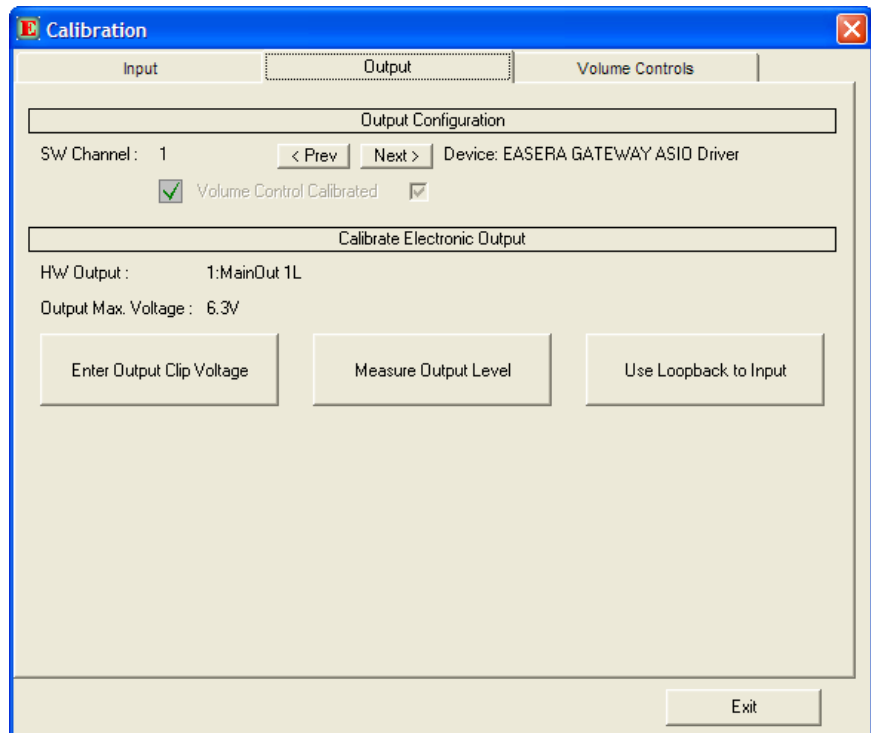 E Calibration
Input Output Volume Controls
Output Configuration
SW Channel : 1 < Prev Next > Device: EASERA GATEWAY ASIO Driver
Volume Control Calibrated
Calibrate Electronic Output
HW Output : 1:MainOut 1L
Output Max. Voltage : 6.3V
Enter Output Clip Voltage Measure Output Level Use Loopback to Input
Exit